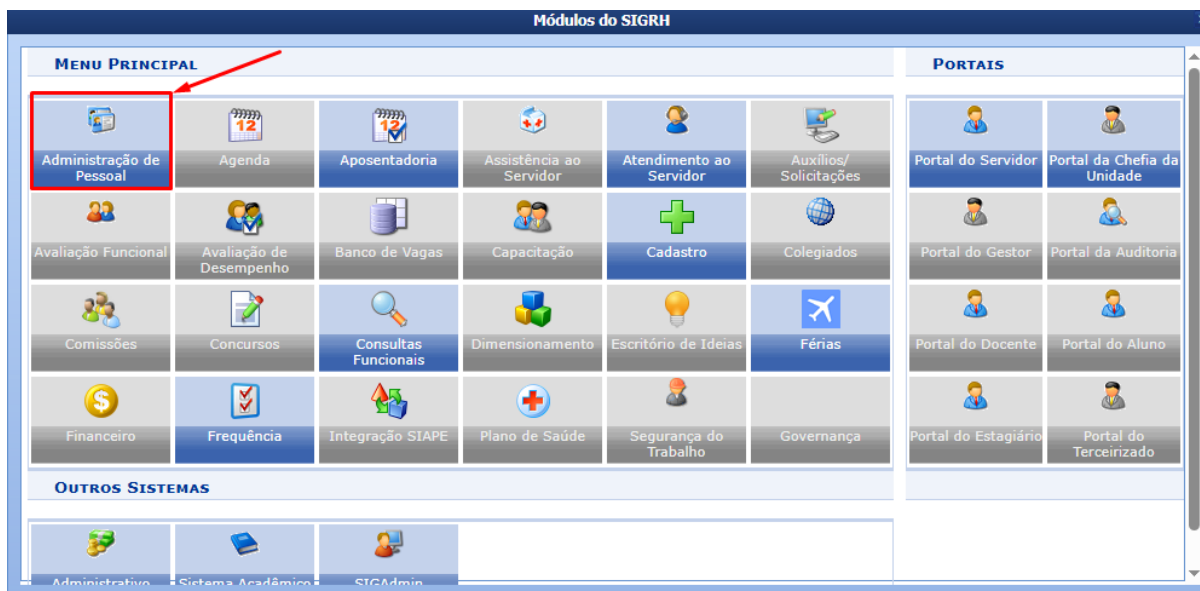 Módulos do SIGRH
MENU PRINCIPAL
Administração de
Pessoal
12
Agenda
12
Aposentadoria
Assistência ao
Servidor
Atendimento ao
Servidor
Auxílios/
Solicitações
Avaliação Funcional
Avaliação de
Desempenho
Banco de Vagas
Capacitação
Cadastro
Colegiados
Comissões
Concursos
Consultas
Funcionais
Dimensionamento
Escritório de Ideias
Férias
$
Financeiro
Frequência
Integração SIAPE
Plano de Saúde
Segurança do
Trabalho
Governança
PORTAIS
Portal do Servidor
Portal da Chefia da
Unidade
Portal do Gestor
Portal da Auditoria
Portal do Docente
Portal do Aluno
Portal do Estagiário
Portal do
Terceirizado
OUTROS SISTEMAS
Administrativo
Sistema Acadêmico
SIGAdmin